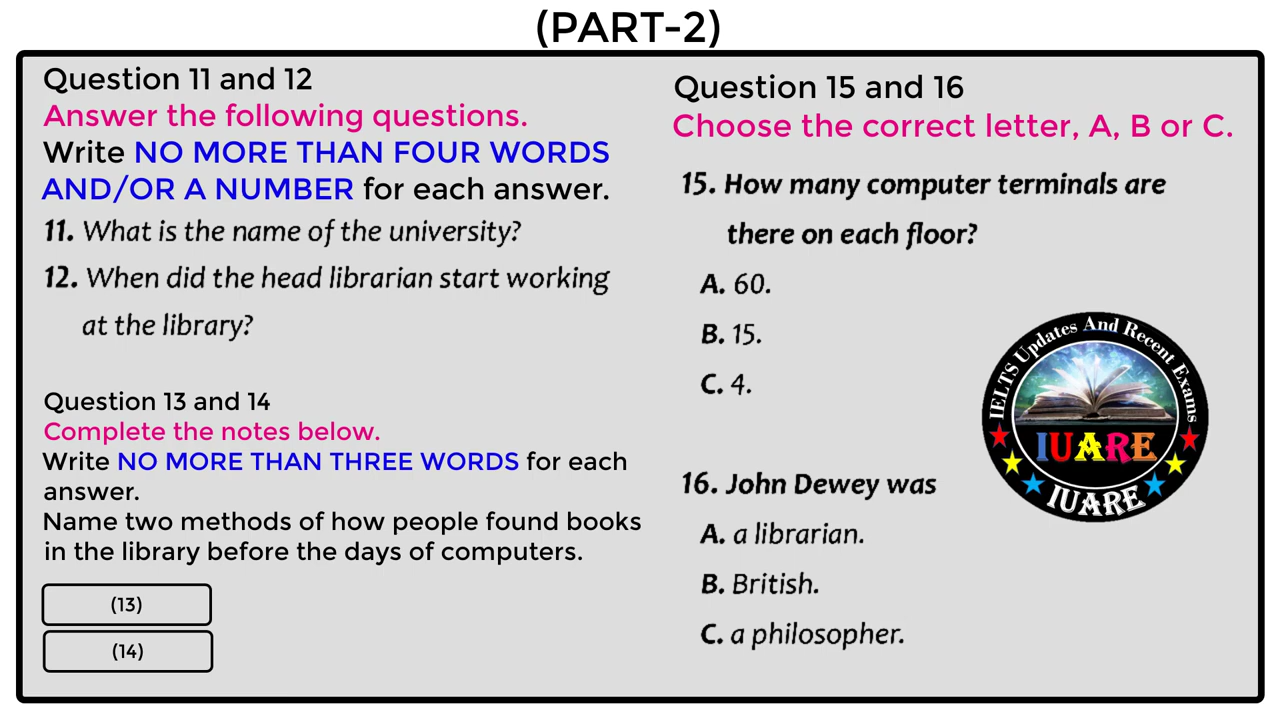 (PART-2)
Question 11 and 12
Answer the following questions.
Write NO MORE THAN FOUR WORDS
AND/OR A NUMBER for each answer.
11. What is the name of the university?
12. When did the head librarian start working
at the library?
Question 13 and 14
Complete the notes below.
Write NO MORE THAN THREE WORDS for each
answer.
Name two methods of how people found books
in the library before the days of computers.
(13)
(14)
Question 15 and 16
Choose the correct letter, A, B or C.
15. How many computer terminals are
there on each floor?
A. 60.
B. 15.
C. 4.
16. John Dewey was
A. a librarian.
B. British.
C. a philosopher.
IELTS Updates And Recent Exams
IUARE
IUARE